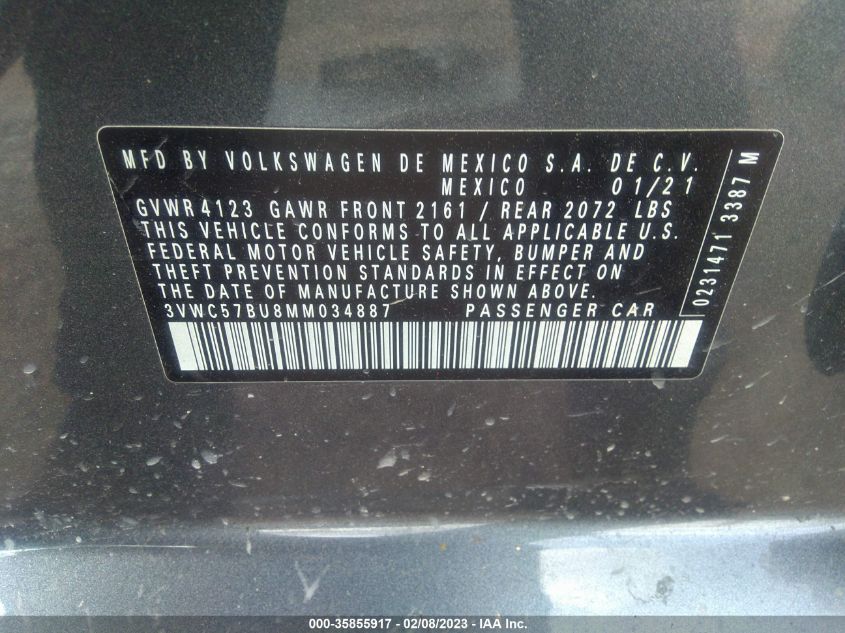 MFD BY VOLKSWAGEN DE MEXICO S.A. DE C.V.
MEXICO 01/21
GVWR 4123 GAWR FRONT 2161 / REAR 2072 LBS
THIS VEHICLE CONFORMS TO ALL APPLICABLE U.S.
FEDERAL MOTOR VEHICLE SAFETY, BUMPER AND
THEFT PREVENTION STANDARDS IN EFFECT ON
THE DATE OF MANUFACTURE SHOWN ABOVE.
3VWC57BU8MM034887 PASSENGER CAR
0231471 3387 M
000-35855917 - 02/08/2023 - IAA Inc.